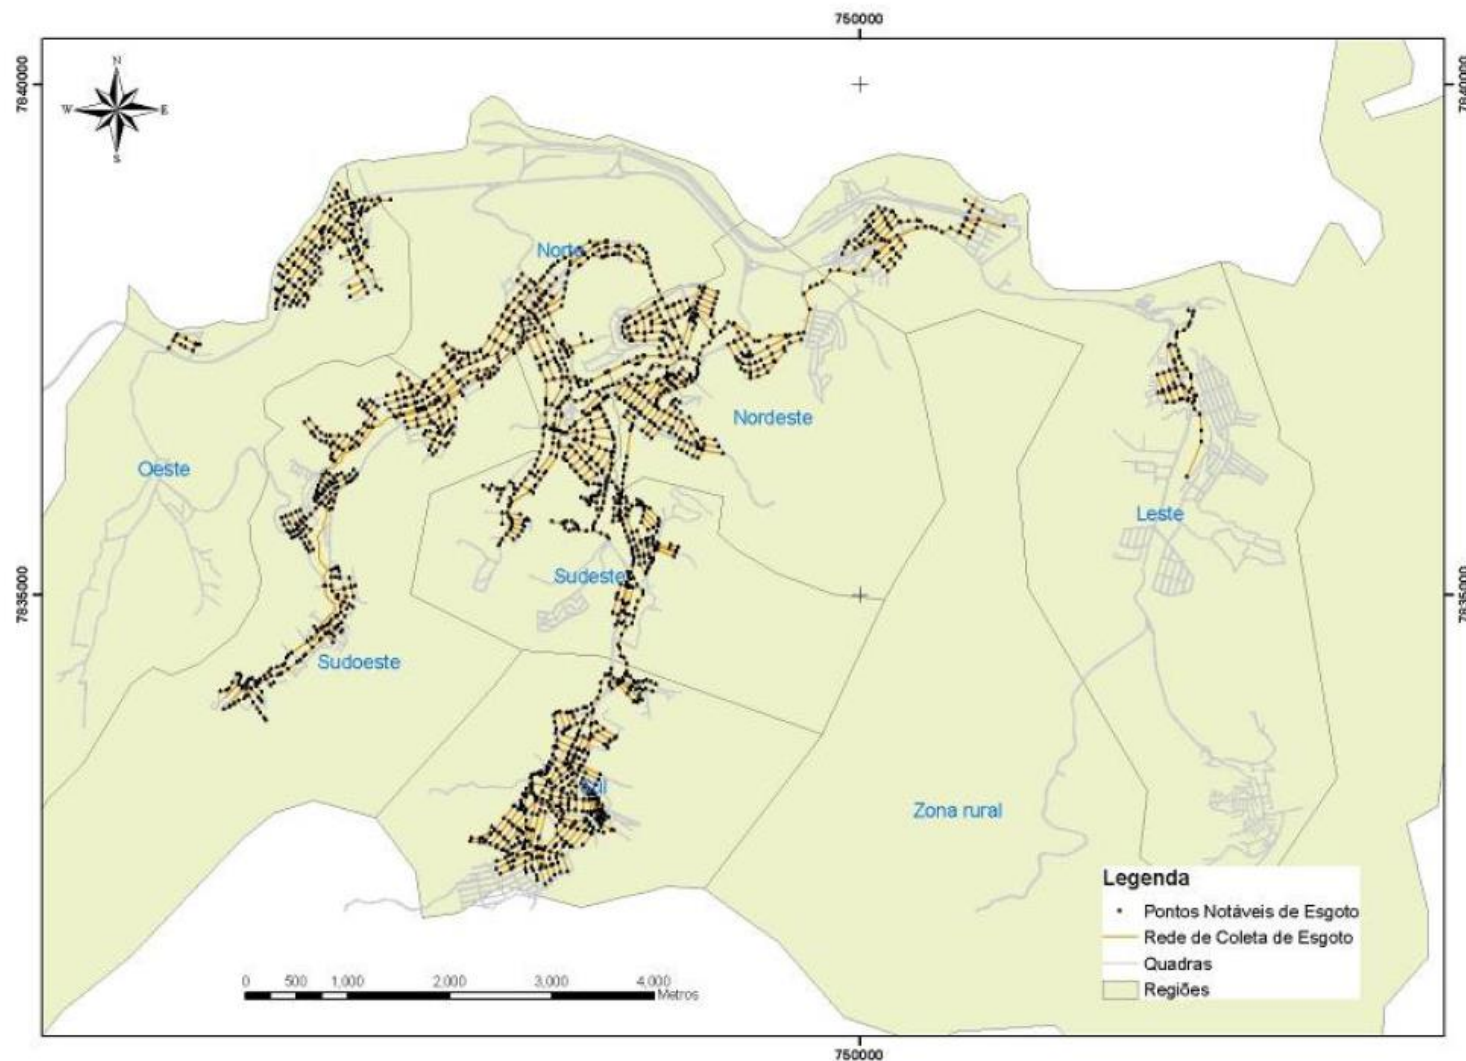 750000
7840000
7840000
N
W E
S
Norte
Nordeste
Oeste
Leste
Sudeste
7835000
7835000
Sudoeste
Sul
Zona rural
Legenda
Pontos Notáveis de Esgoto
Rede de Coleta de Esgoto
Quadras
Regiões
0 500 1,000 2,000 3,000 4,000
Metros
750000